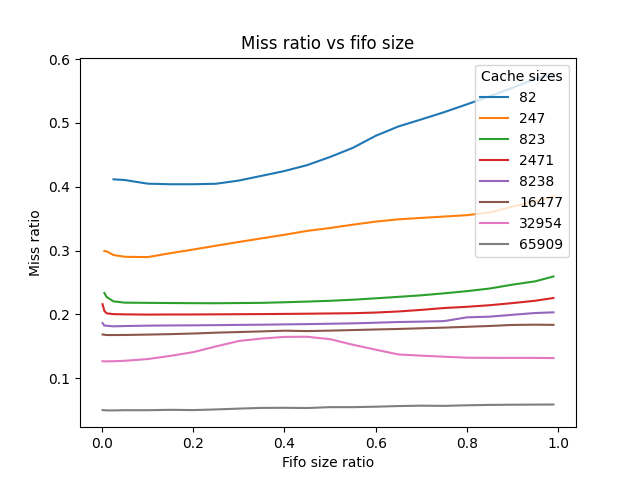 Miss ratio vs fifo size
Miss ratio
0.6
0.5
0.4
0.3
0.2
0.1
Cache sizes
82
247
823
2471
8238
16477
32954
65909
0.0 0.2 0.4 0.6 0.8 1.0
Fifo size ratio